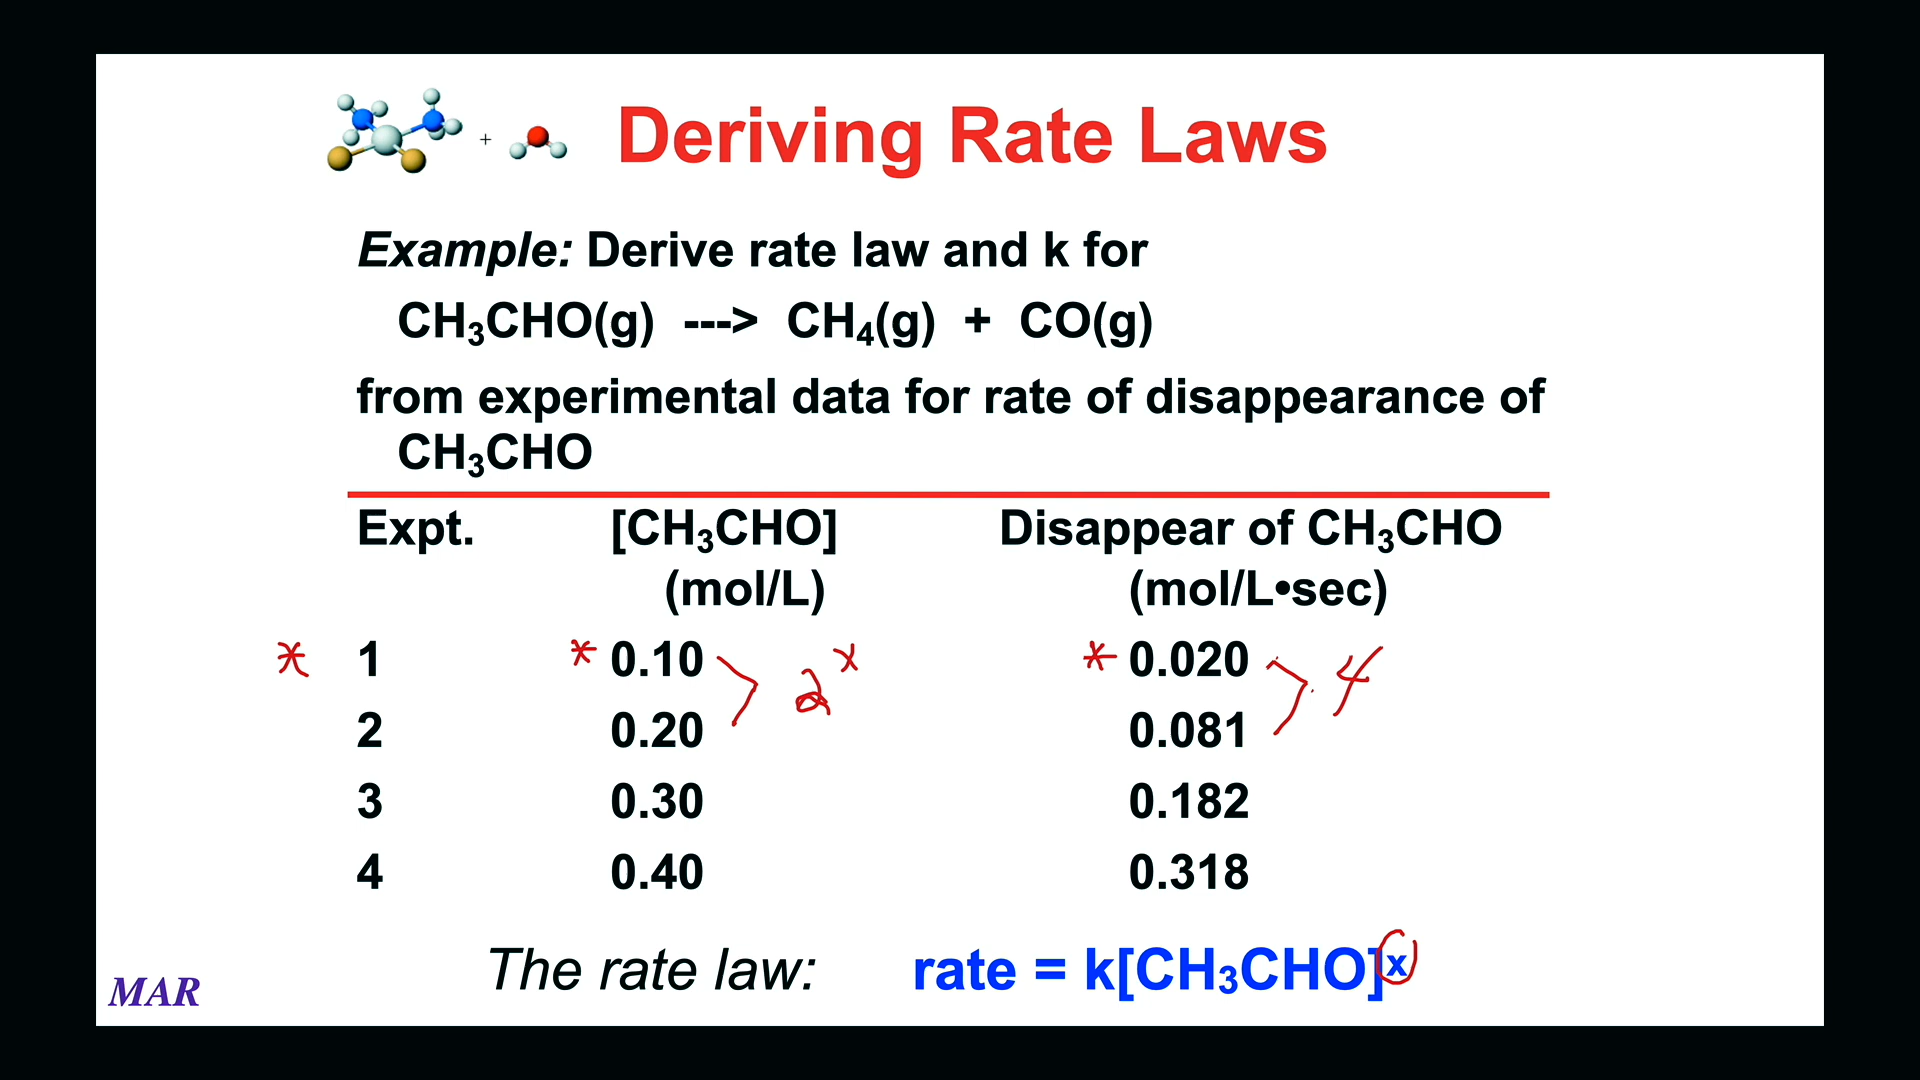 + Deriving Rate Laws
Example: Derive rate law and k for
CH₃CHO(g) ---> CH₄(g) + CO(g)
from experimental data for rate of disappearance of
CH₃CHO
Expt. [CH₃CHO] Disappear of CH₃CHO
(mol/L) (mol/L•sec)
* 1 * 0.10 > 2ˣ * 0.020 > 4
2 0.20 0.081
3 0.30 0.182
4 0.40 0.318
The rate law: rate = k[CH₃CHO]ˣ
MAR